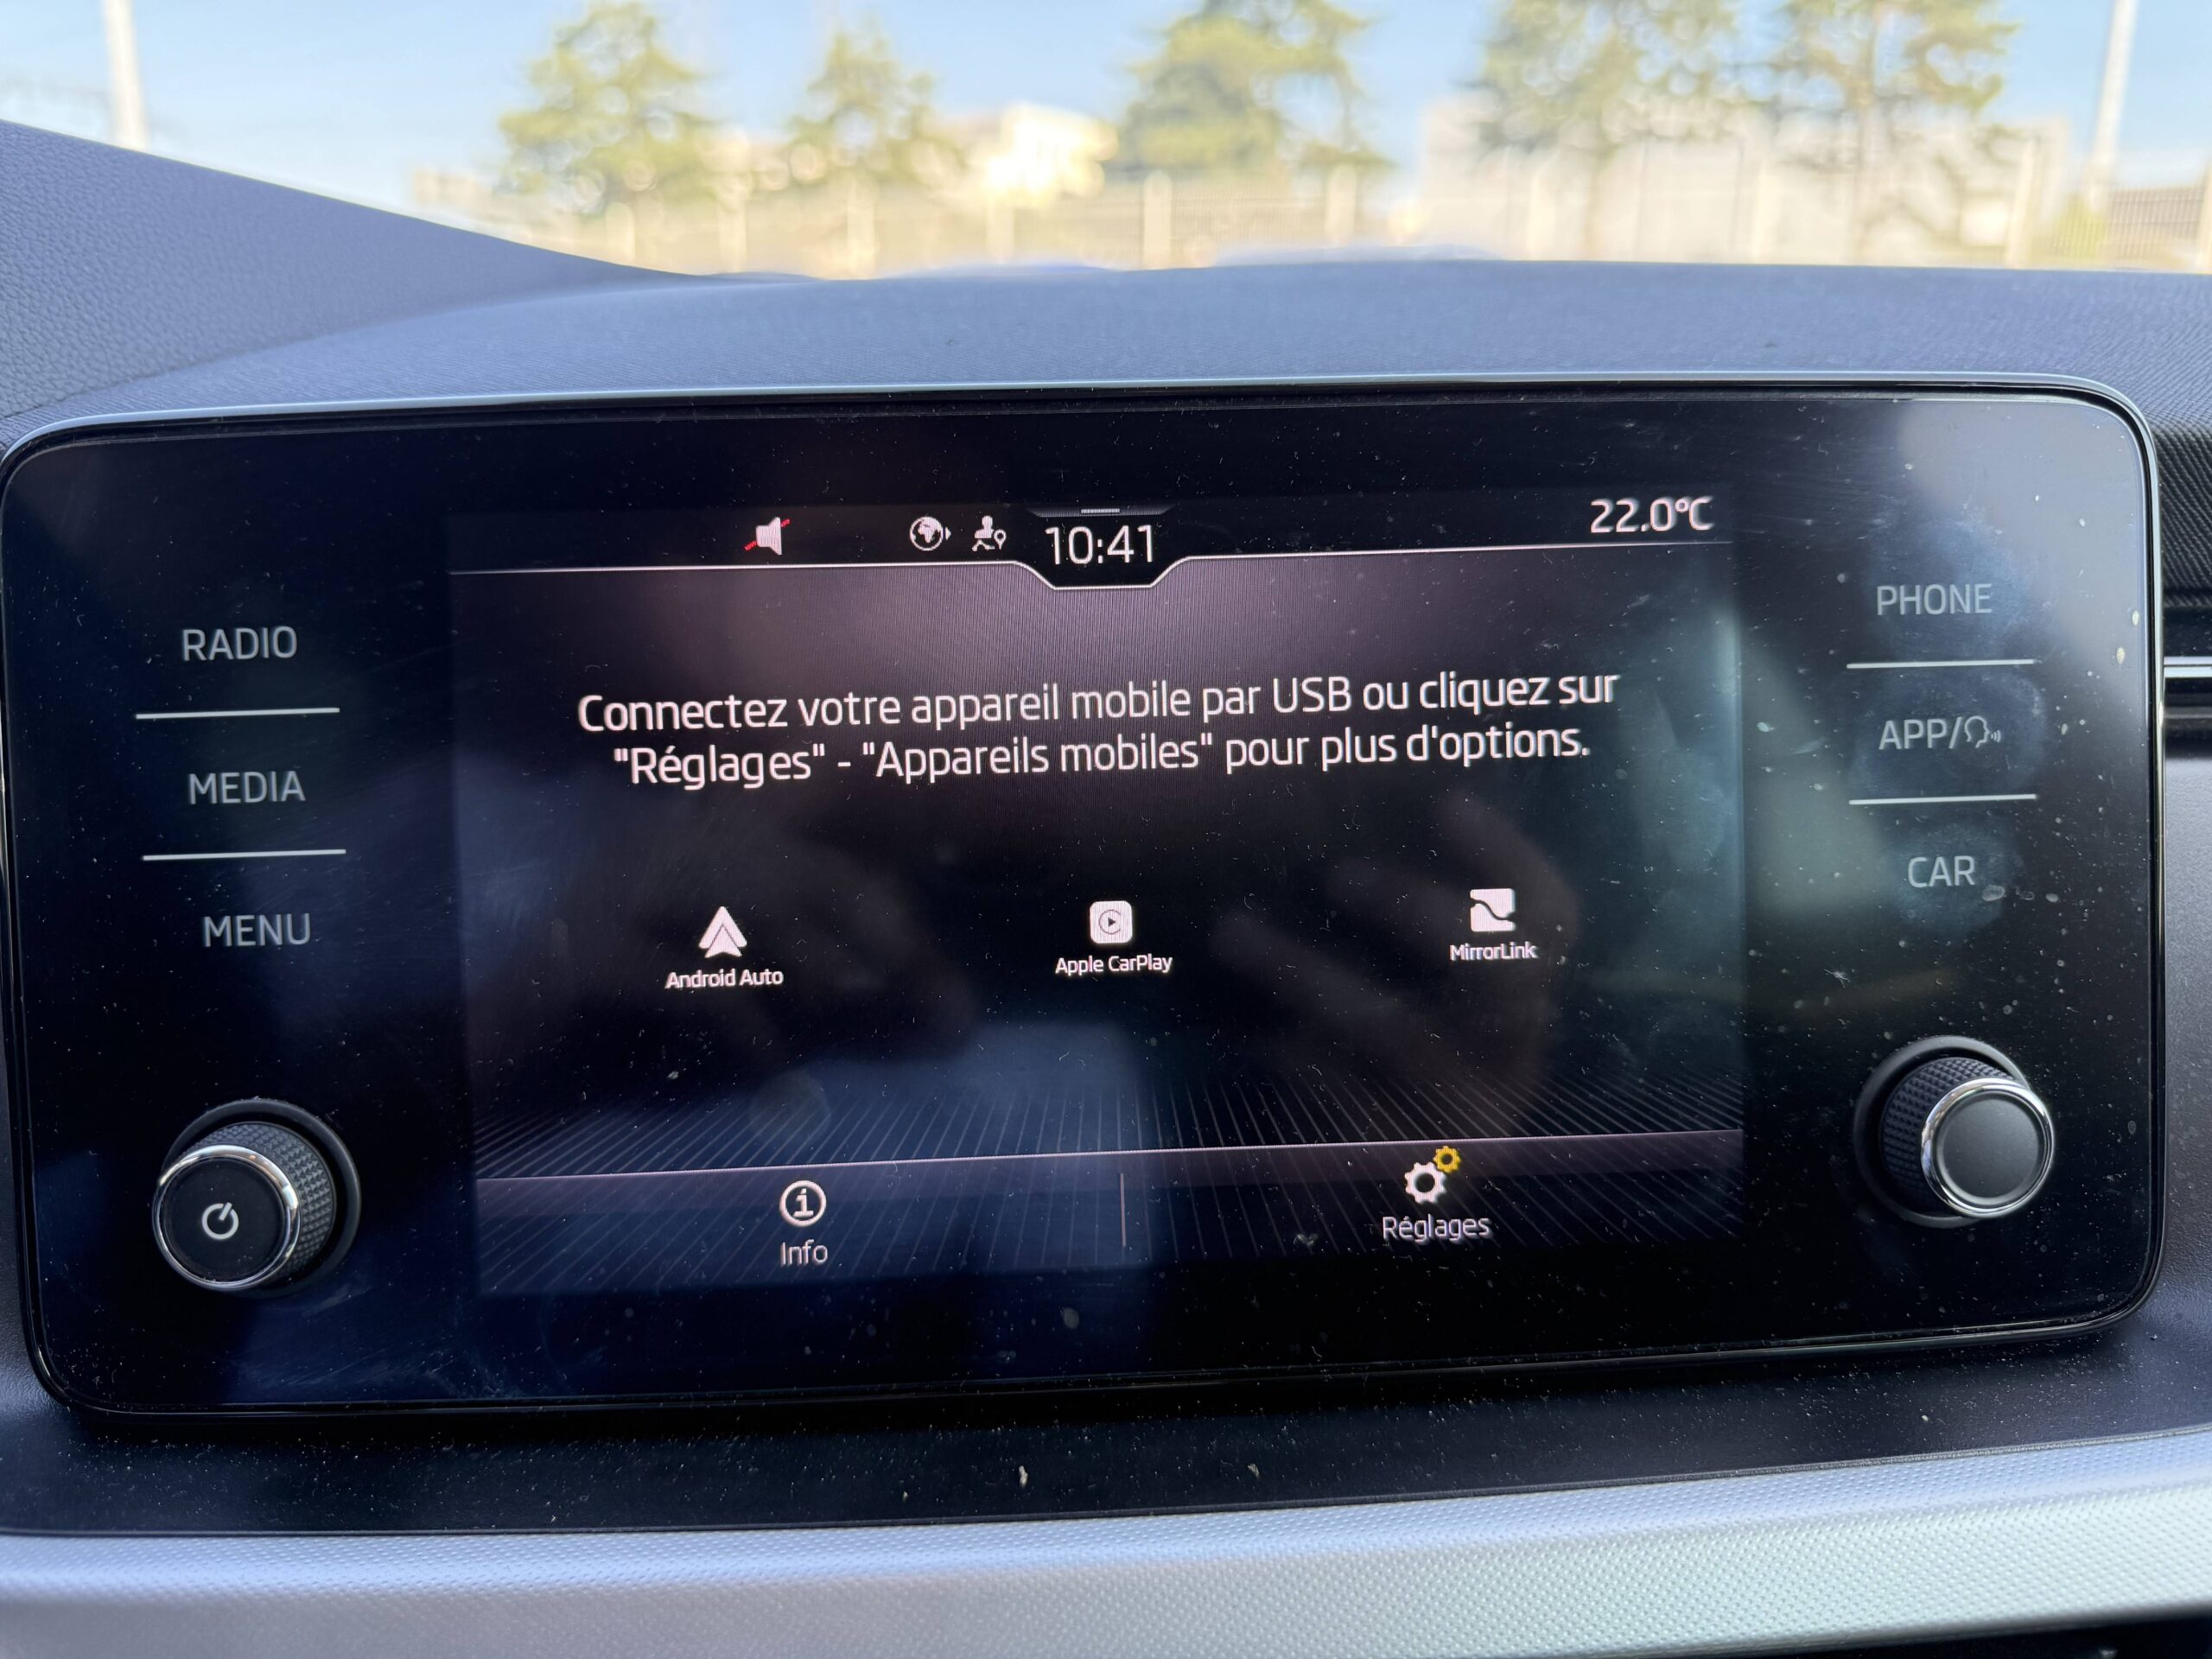 10:41
22.0°C
RADIO
MEDIA
MENU
Connectez votre appareil mobile par USB ou cliquez sur
"Réglages" - "Appareils mobiles" pour plus d'options.
Android Auto
Apple CarPlay
MirrorLink
Info
Réglages
PHONE
APP/
CAR